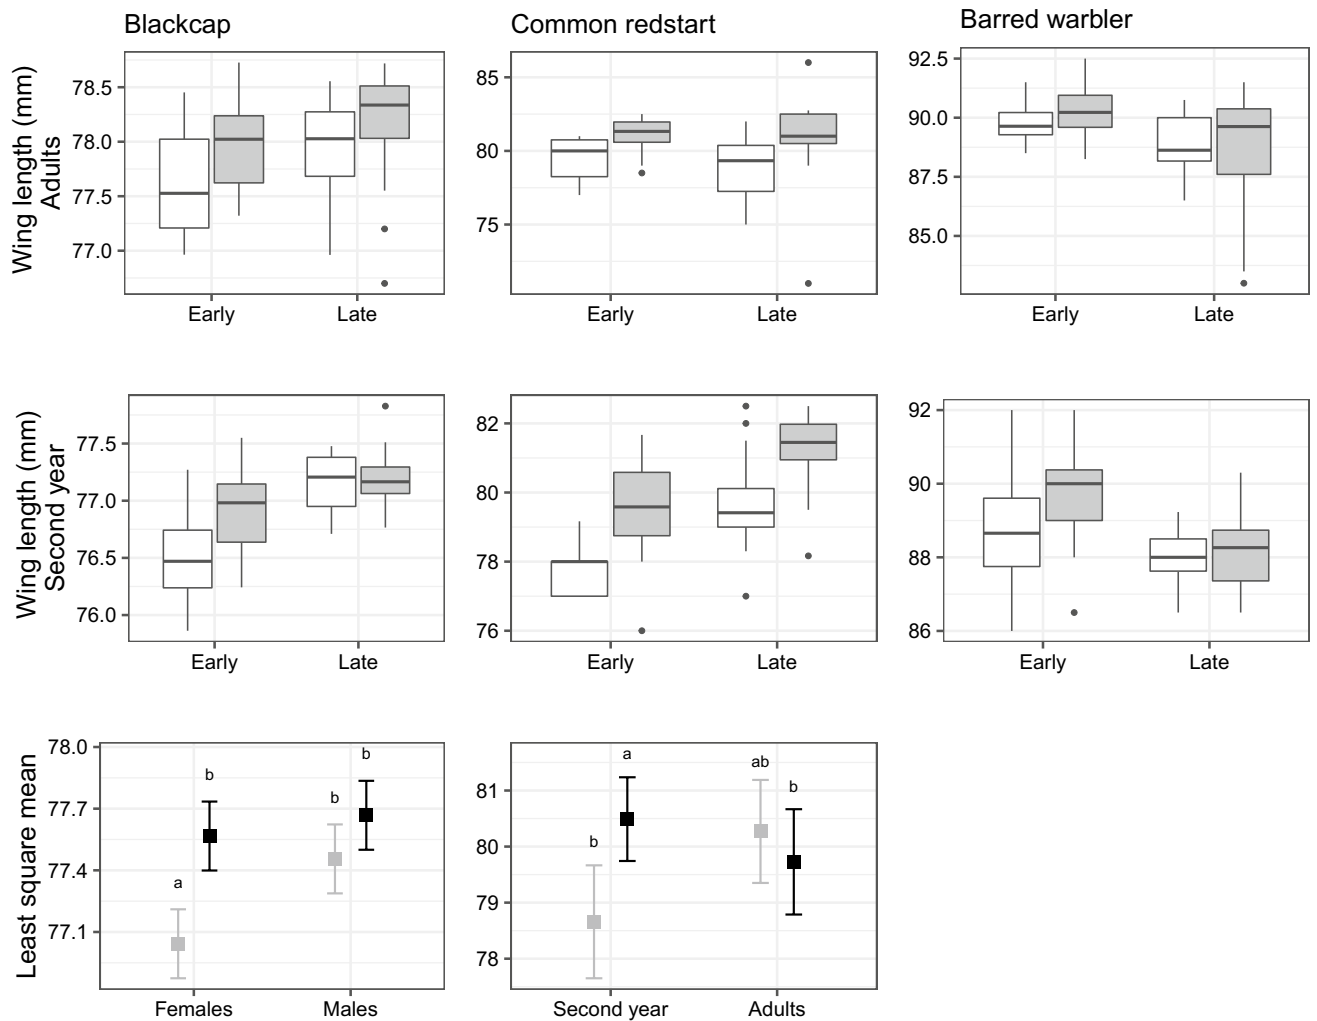 Blackcap
Common redstart
Barred warbler
Wing length (mm)
Adults
78.5
78.0
77.5
77.0
Early
Late
85
80
75
Early
Late
92.5
90.0
87.5
85.0
Early
Late
Wing length (mm)
Second year
77.5
77.0
76.5
76.0
Early
Late
82
80
78
76
Early
Late
92
90
88
86
Early
Late
Least square mean
78.0
77.7
77.4
77.1
a
b
b
b
Females
Males
81
80
79
78
b
a
ab
b
Second year
Adults